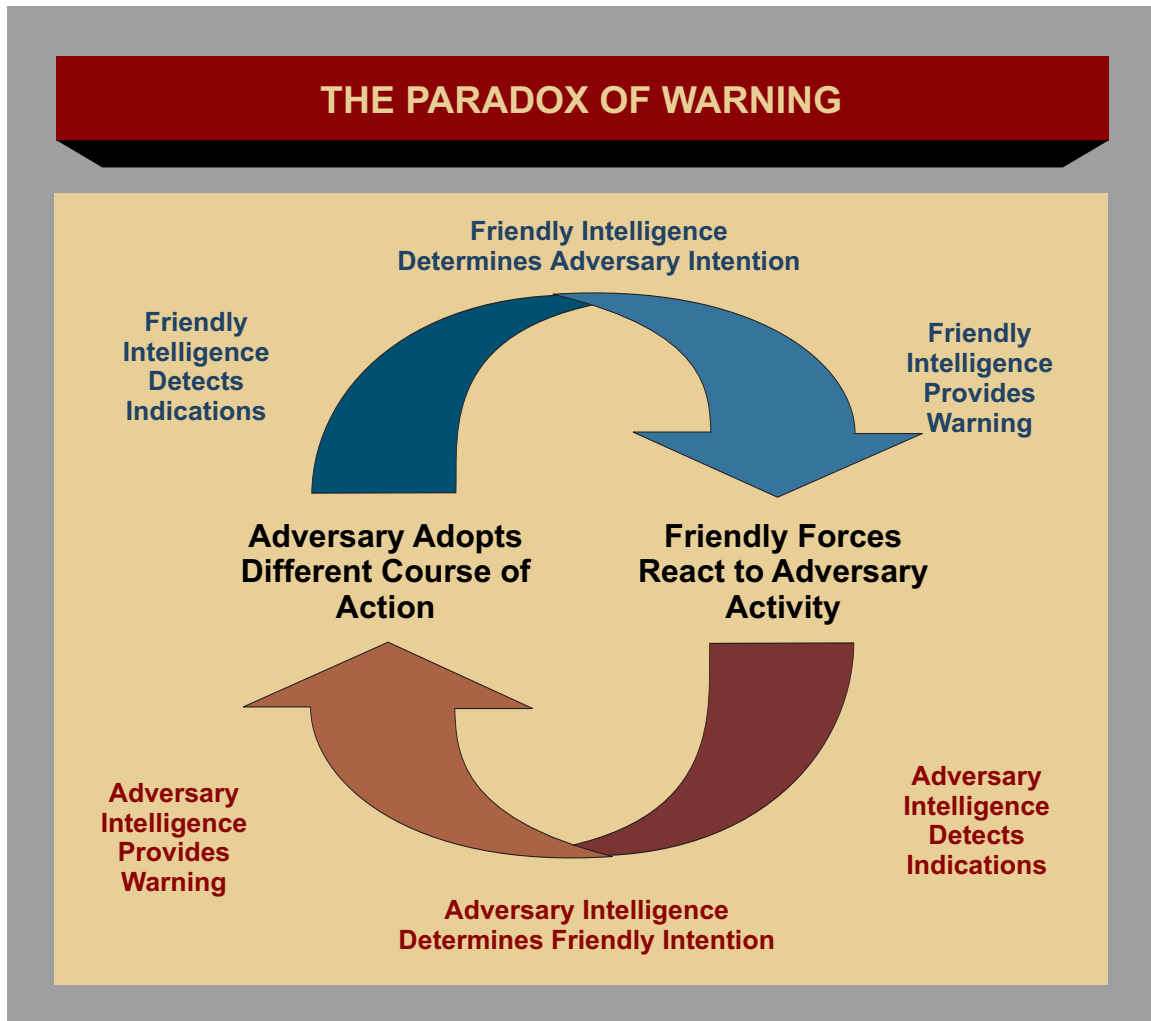 THE PARADOX OF WARNING
Friendly Intelligence
Determines Adversary Intention
Friendly
Intelligence
Detects
Indications
Friendly
Intelligence
Provides
Warning
Adversary Adopts
Different Course of
Action
Friendly Forces
React to Adversary
Activity
Adversary
Intelligence
Provides
Warning
Adversary
Intelligence
Detects
Indications
Adversary Intelligence
Determines Friendly Intention